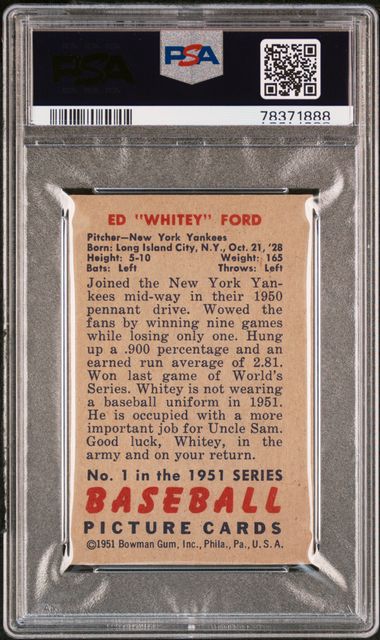 PSA
PSA
78371888
ED "WHITEY" FORD
Pitcher—New York Yankees
Born: Long Island City, N.Y., Oct. 21, '28
Height: 5-10 Weight: 165
Bats: Left Throws: Left
Joined the New York Yan-
kees mid-way in their 1950
pennant drive. Wowed the
fans by winning nine games
while losing only one. Hung
up a .900 percentage and an
earned run average of 2.81.
Won last game of World's
Series. Whitey is not wearing
a baseball uniform in 1951.
He is occupied with a more
important job for Uncle Sam.
Good luck, Whitey, in the
army and on your return.
No. 1 in the 1951 SERIES
BASEBALL
PICTURE CARDS
©1951 Bowman Gum, Inc., Phila., Pa., U.S.A.